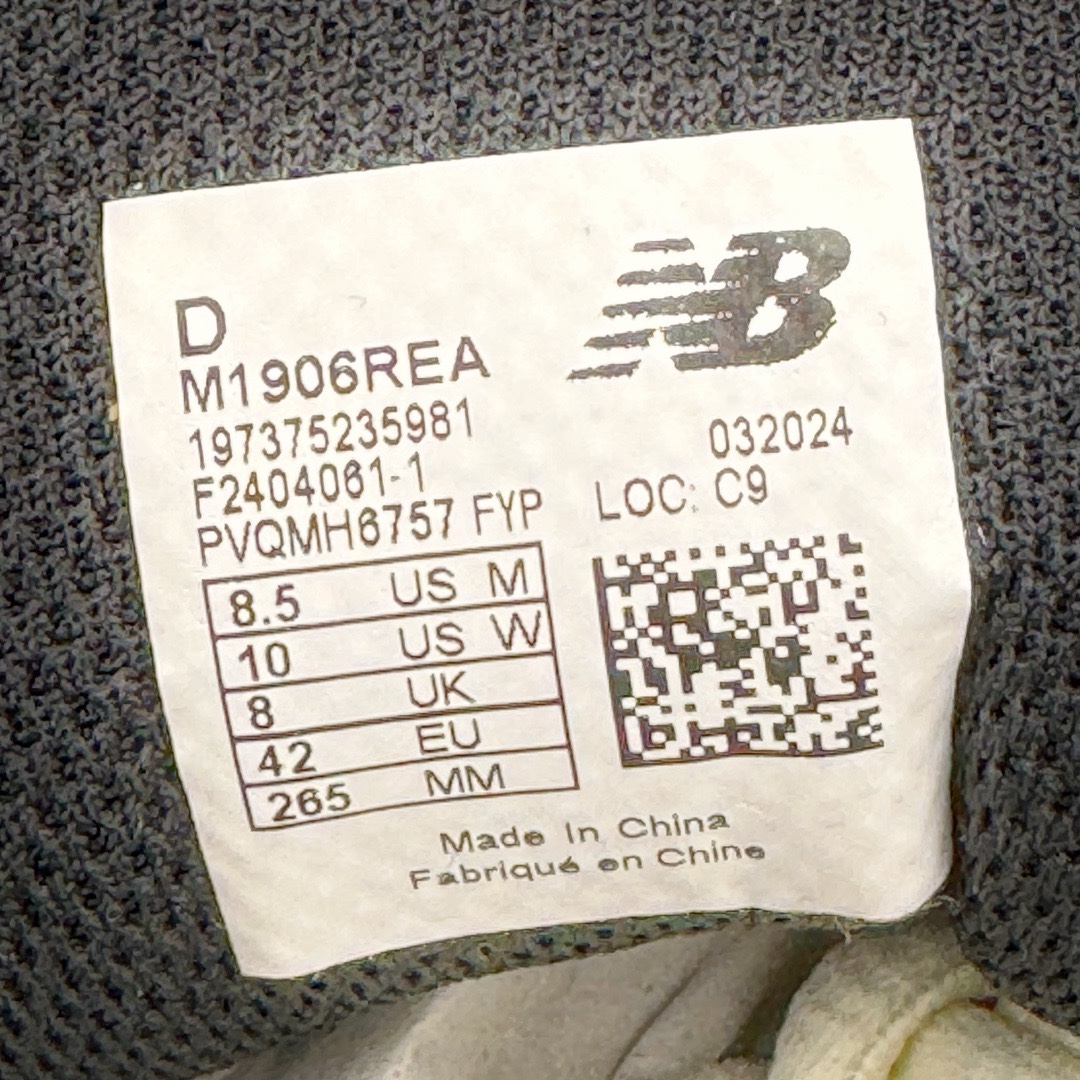 NB
D
M1906REA
197375235981
032024
F2404061-1
LOC: C9
PVQMH6757 FYP
8.5 US M
10 US W
8 UK
42 EU
265 MM
Made In China
Fabriqué en Chine